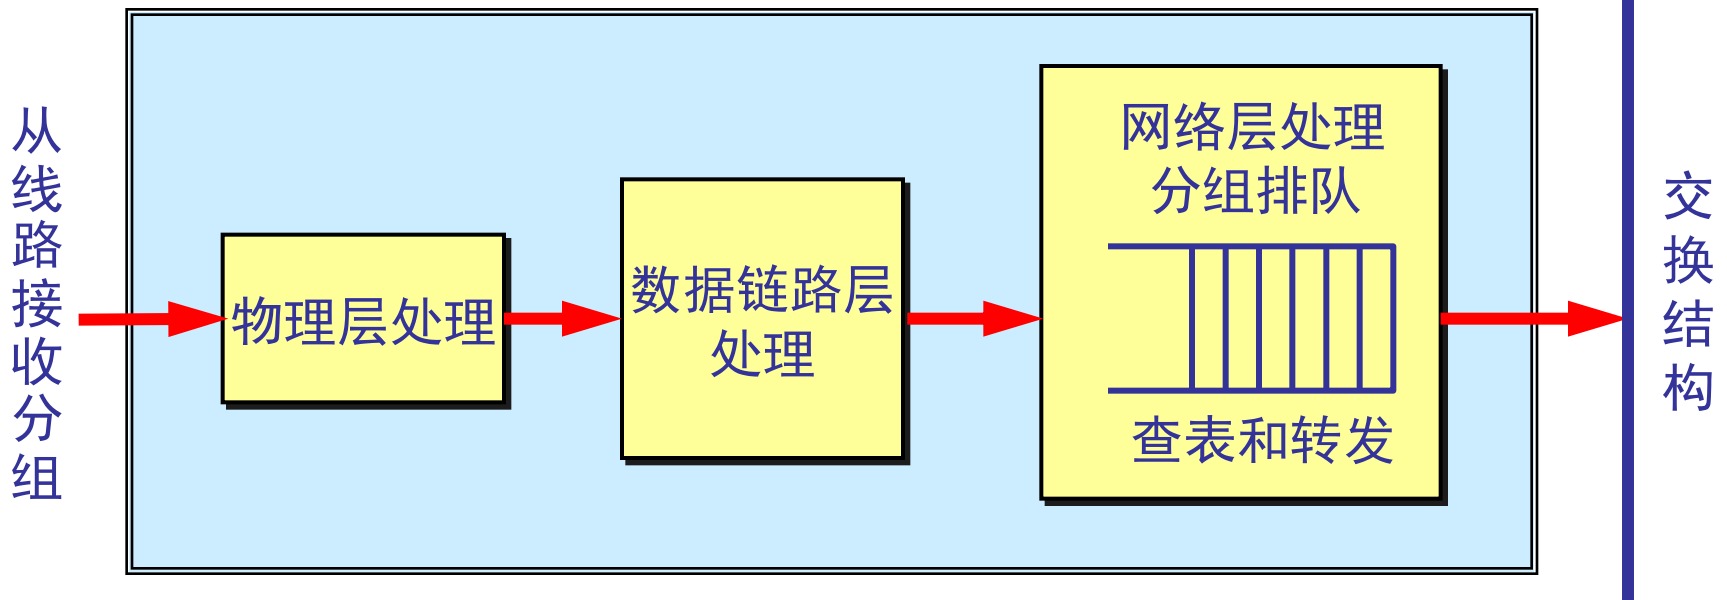 从线路接收分组
物理层处理
数据链路层
处理
网络层处理
分组排队
查表和转发
交换结构